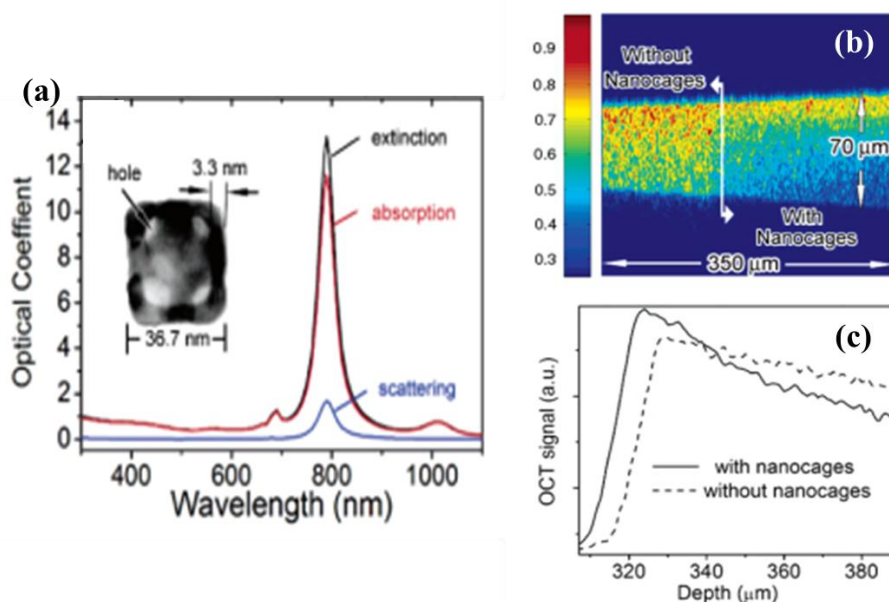 (a)
14
12
10
8
6
4
2
0
Optical Coeffient
hole
3.3 nm
36.7 nm
extinction
absorption
scattering
400
600
800
1000
Wavelength (nm)
(b)
0.9
0.8
0.7
0.6
0.5
0.4
0.3
Without
Nanocages
70 μm
With
Nanocages
350 μm
(c)
OCT signal (a.u.)
with nanocages
without nanocages
320
340
360
380
Depth (μm)